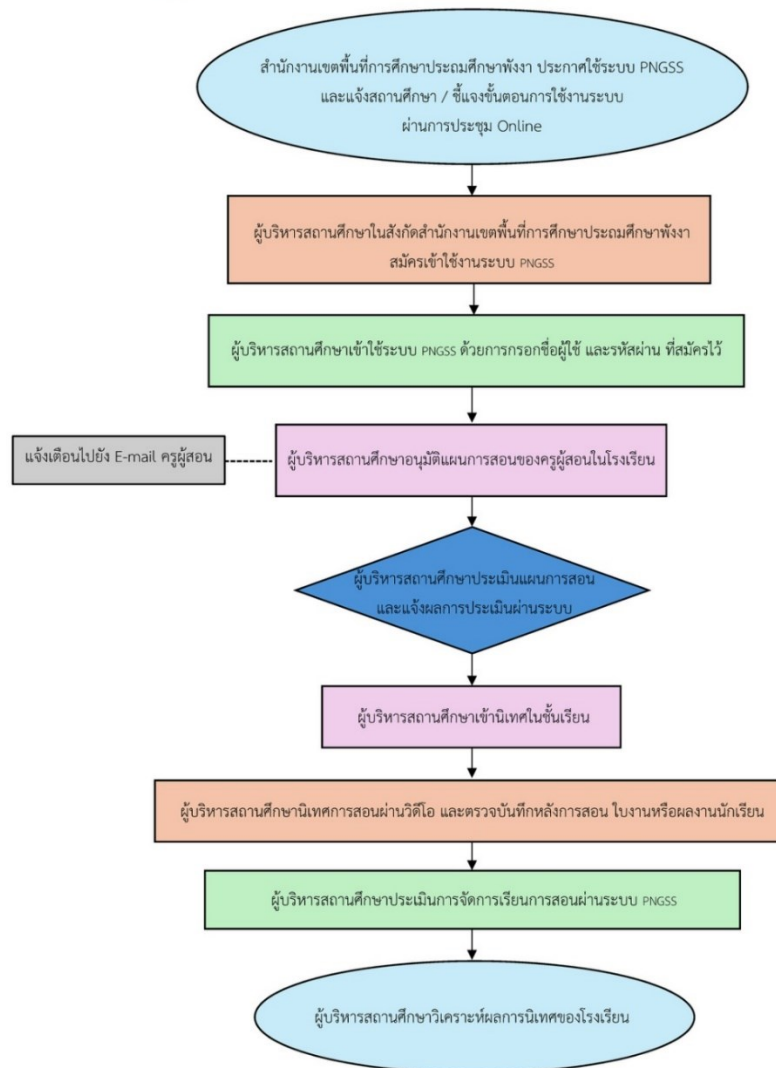 สำนักงานเขตพื้นที่การศึกษาประถมศึกษาพังงา ประกาศใช้ระบบ PNGSS
และแจ้งสถานศึกษา / ชี้แจงขั้นตอนการใช้งานระบบ
ผ่านการประชุม Online
ผู้บริหารสถานศึกษาในสังกัดสำนักงานเขตพื้นที่การศึกษาประถมศึกษาพังงา
สมัครเข้าใช้งานระบบ PNGSS
ผู้บริหารสถานศึกษาเข้าใช้ระบบ PNGSS ด้วยการกรอกชื่อผู้ใช้ และรหัสผ่าน ที่สมัครไว้
แจ้งเตือนไปยัง E-mail ครูผู้สอน
ผู้บริหารสถานศึกษาอนุมัติแผนการสอนของครูผู้สอนในโรงเรียน
ผู้บริหารสถานศึกษาประเมินแผนการสอน
และแจ้งผลการประเมินผ่านระบบ
ผู้บริหารสถานศึกษาเข้านิเทศในชั้นเรียน
ผู้บริหารสถานศึกษานิเทศการสอนผ่านวิดีโอ และตรวจบันทึกหลังการสอน ใบงานหรือผลงานนักเรียน
ผู้บริหารสถานศึกษาประเมินการจัดการเรียนการสอนผ่านระบบ PNGSS
ผู้บริหารสถานศึกษาวิเคราะห์ผลการนิเทศของโรงเรียน